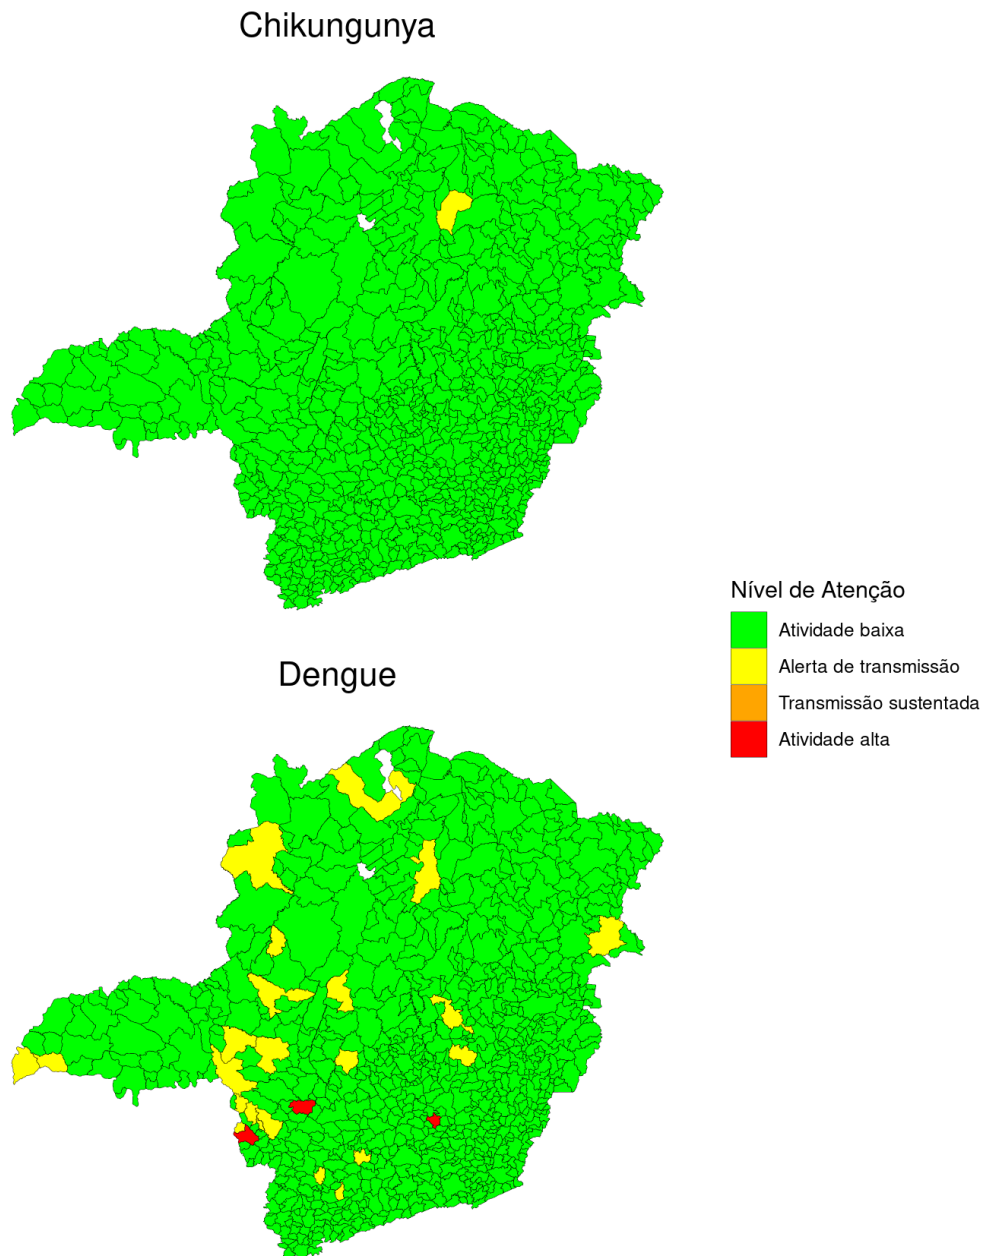 Chikungunya
Nível de Atenção
Atividade baixa
Alerta de transmissão
Transmissão sustentada
Atividade alta
Dengue